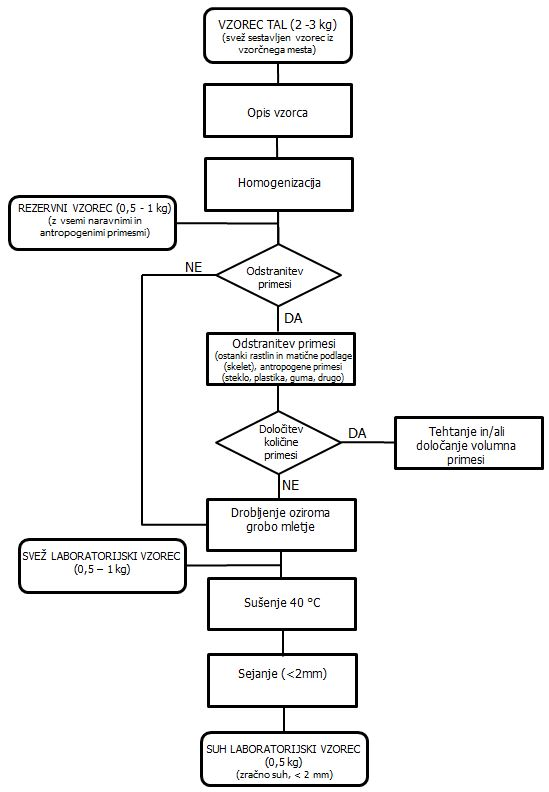 VZOREC TAL (2 -3 kg)
(svež sestavljen vzorec iz
vzorčnega mesta)
Opis vzorca
Homogenizacija
REZERVNI VZOREC (0,5 - 1 kg)
(z vsemi naravnimi in
antropogenimi primesmi)
Odstranitev
primesi
NE
DA
Odstranitev primesi
(ostanki rastlin in matične podlage
(skelet), antropogene primesi
(steklo, plastika, guma, drugo)
Določitev
količine
primesi
DA
Tehtanje in/ali
določanje volumna
primesi
NE
Drobljenje oziroma
grobo mletje
SVEŽ LABORATORIJSKI VZOREC
(0,5 – 1 kg)
Sušenje 40 °C
Sejanje (<2mm)
SUH LABORATORIJSKI VZOREC
(0,5 kg)
(zračno suh, < 2 mm)